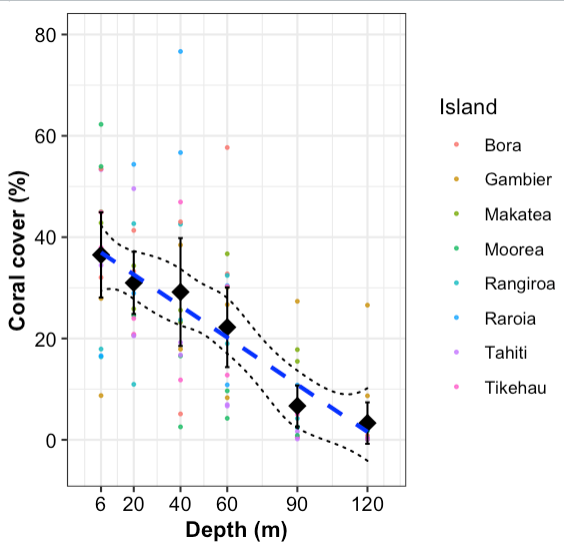 Coral cover (%)
80
60
40
20
0
6 20 40 60 90 120
Depth (m)
Island
Bora
Gambier
Makatea
Moorea
Rangiroa
Raroia
Tahiti
Tikehau